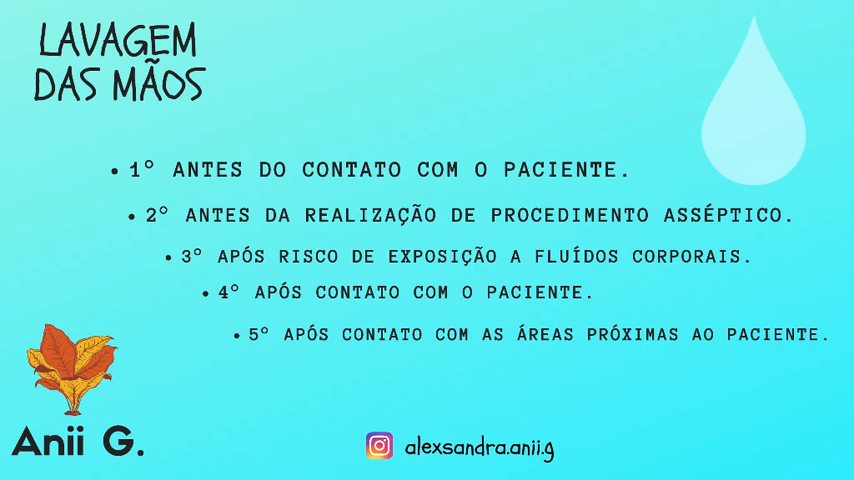 LAVAGEM
DAS MÃOS
• 1° ANTES DO CONTATO COM O PACIENTE.
• 2° ANTES DA REALIZAÇÃO DE PROCEDIMENTO ASSÉPTICO.
• 3° APÓS RISCO DE EXPOSIÇÃO A FLUÍDOS CORPORAIS.
• 4° APÓS CONTATO COM O PACIENTE.
• 5° APÓS CONTATO COM AS ÁREAS PRÓXIMAS AO PACIENTE.
Anii G.
alexsandra.anii.g